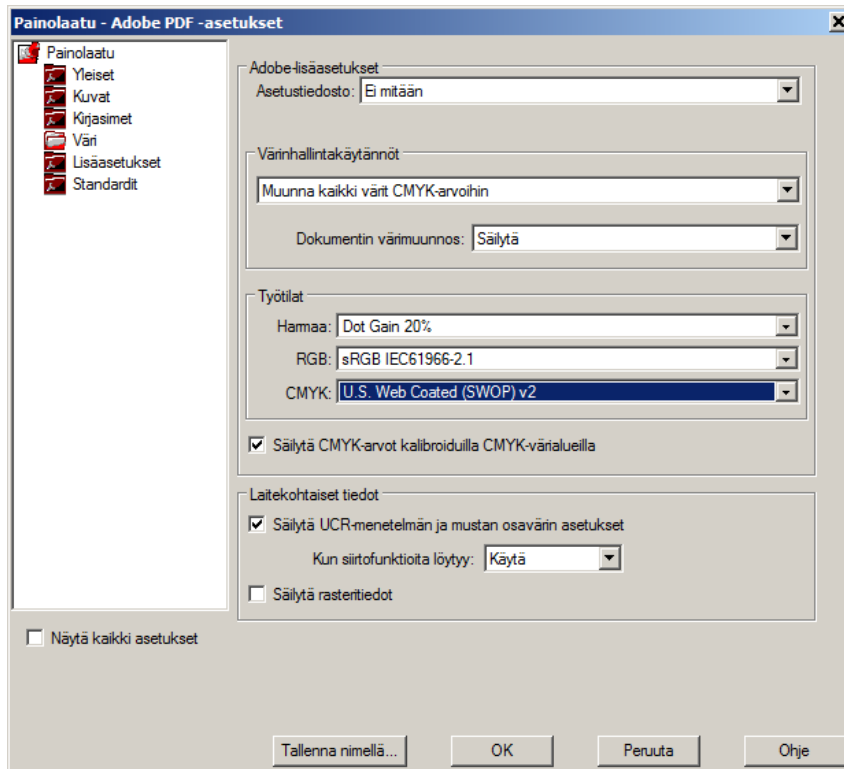 Painolaatu - Adobe PDF -asetukset
Painolaatu
Yleiset
Kuvat
Kirjasimet
Väri
Lisäasetukset
Standardit
Adobe-lisäasetukset
Asetustiedosto: Ei mitään
Värinhallintakäytännöt
Muunna kaikki värit CMYK-arvoihin
Dokumentin värimuunnos: Säilytä
Työtilat
Harmaa: Dot Gain 20%
RGB: sRGB IEC61966-2.1
CMYK: U.S. Web Coated (SWOP) v2
Säilytä CMYK-arvot kalibroiduilla CMYK-värialueilla
Laitekohtaiset tiedot
Säilytä UCR-menetelmän ja mustan osavärin asetukset
Kun siirtofunktioita löytyy: Käytä
Säilytä rasteritiedot
Näytä kaikki asetukset
Tallenna nimellä... OK Peruuta Ohje